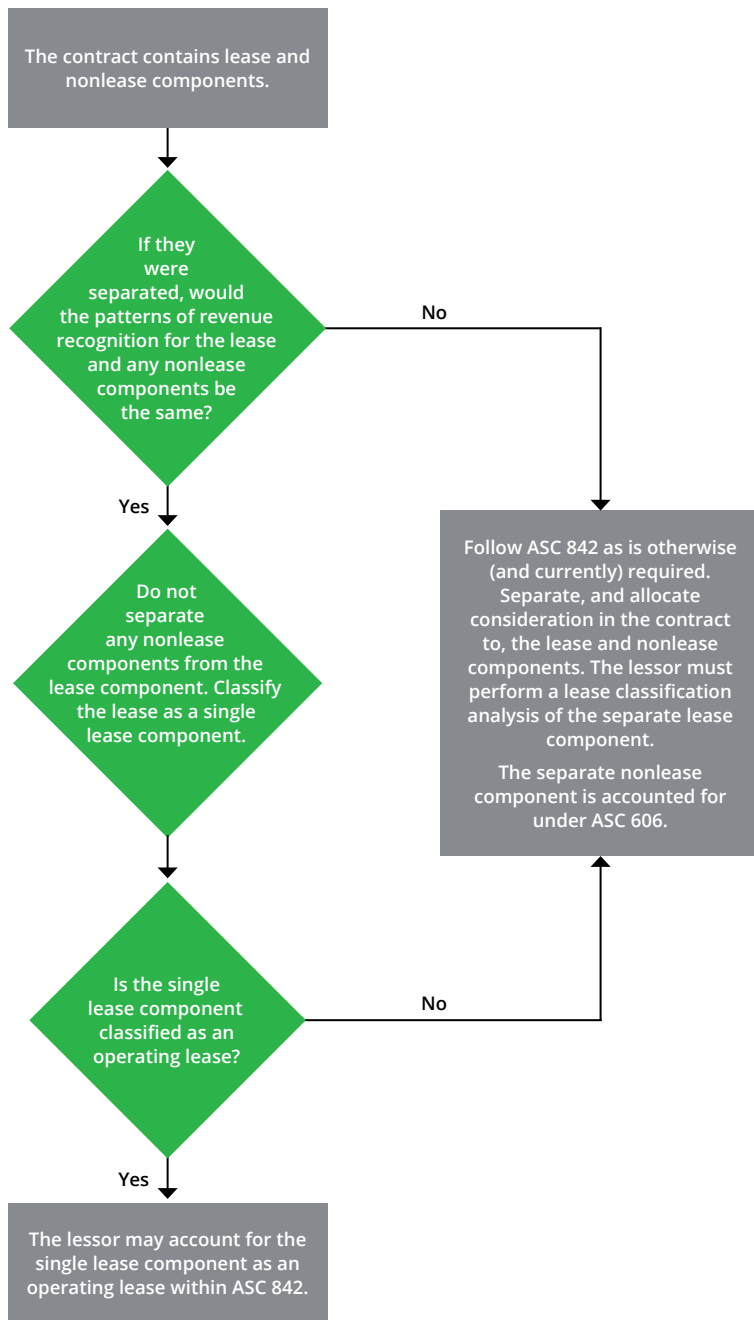 The contract contains lease and
nonlease components.
If they
were
separated, would
the patterns of revenue
recognition for the lease
and any nonlease
components be
the same?
No
Yes
Do not
separate
any nonlease
components from the
lease component. Classify
the lease as a single
lease component.
Follow ASC 842 as is otherwise
(and currently) required.
Separate, and allocate
consideration in the contract
to, the lease and nonlease
components. The lessor must
perform a lease classification
analysis of the separate lease
component.
The separate nonlease
component is accounted for
under ASC 606.
Is the single
lease component
classified as an
operating lease?
No
Yes
The lessor may account for the
single lease component as an
operating lease within ASC 842.